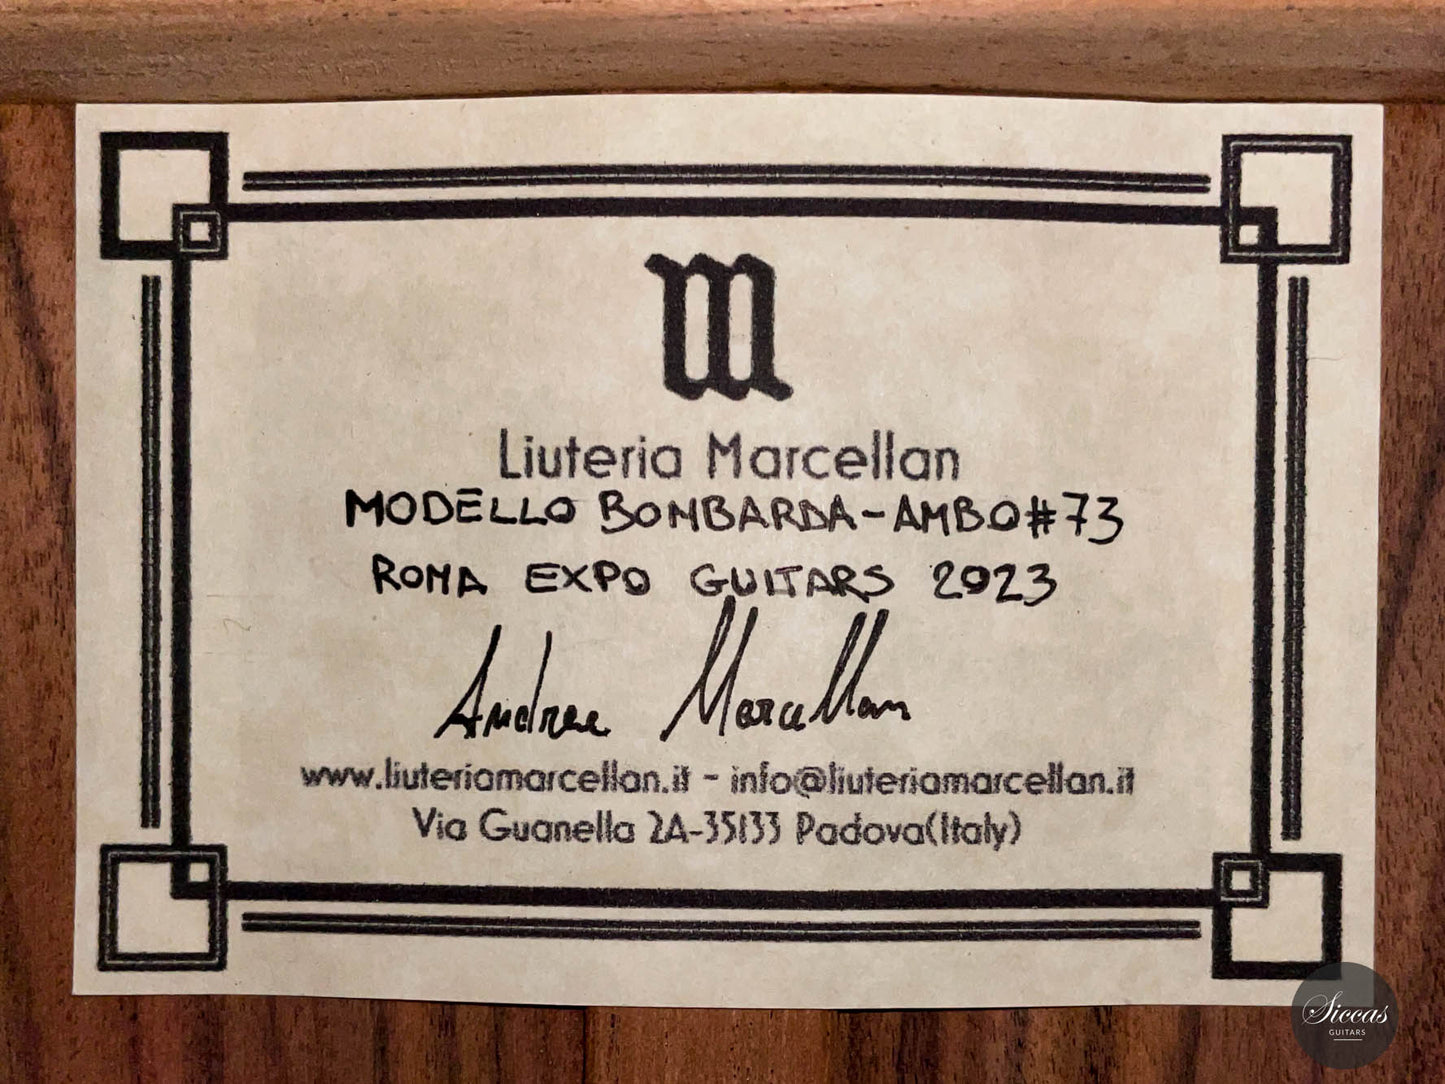 m
Liuteria Marcellan
MODELLO BOMBARDA-AMBO#73
ROMA EXPO GUITARS 2023
Andrea Marcellan
www.liuteriamarcellan.it - info@liuteriamarcellan.it
Via Guanella 2A-35133 Padova(Italy)
Siccas
GUITARS